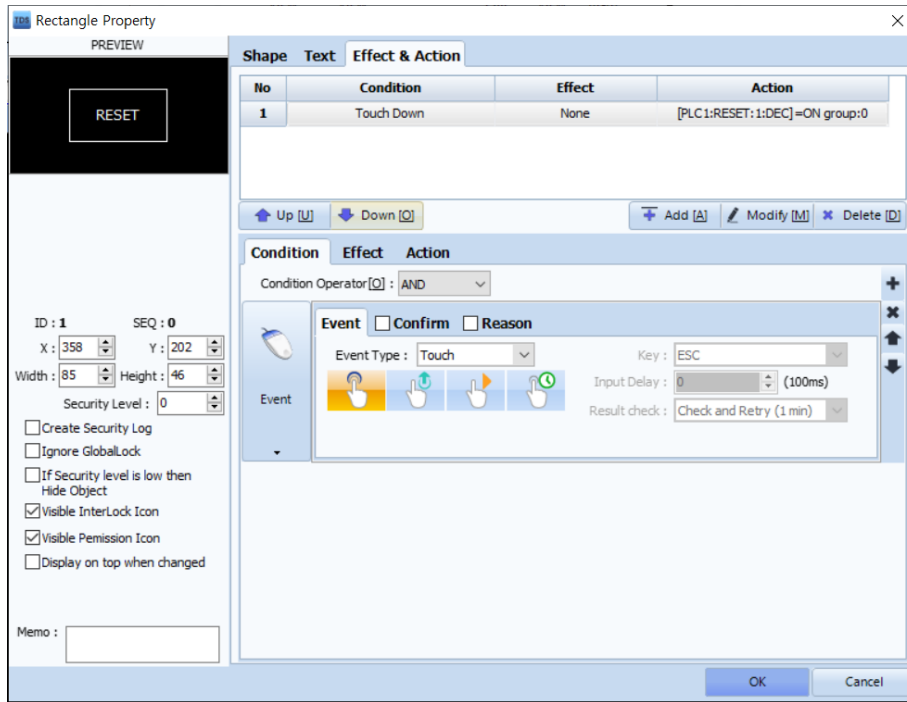 TDS Rectangle Property
PREVIEW
RESET
Shape Text Effect & Action
No Condition Effect Action
1 Touch Down None [PLC1:RESET:1:DEC]=ON group:0
Up [U] Down [O] Add [A] Modify [M] Delete [D]
Condition Effect Action
Condition Operator[O] : AND
ID : 1 SEQ : 0
X : 358 Y : 202
Width : 85 Height : 46
Security Level : 0
Create Security Log
Ignore GlobalLock
If Security level is low then
Hide Object
Visible InterLock Icon
Visible Pemission Icon
Display on top when changed
Memo :
Event
Event Confirm Reason
Event Type : Touch Key : ESC
Input Delay : 0 (100ms)
Result check : Check and Retry (1 min)
OK Cancel